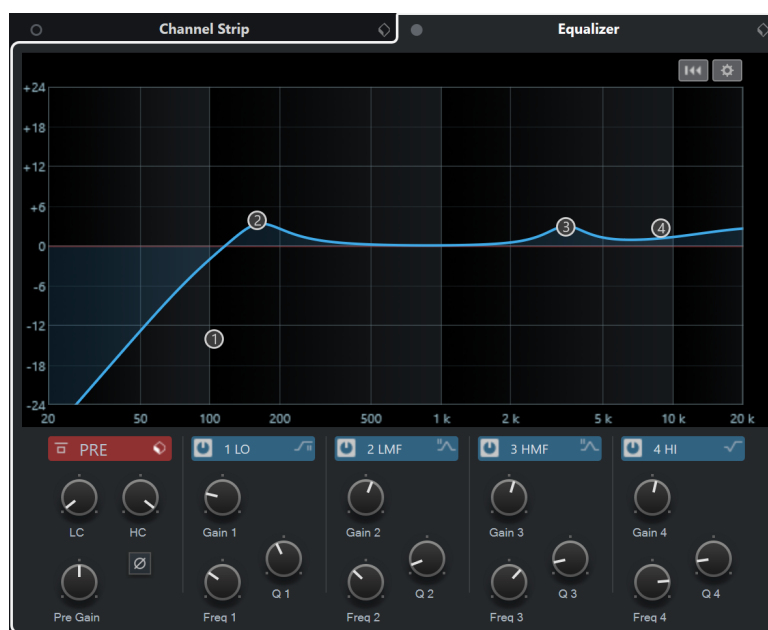 Channel Strip Equalizer
+24
+18
+12
+6
0
-6
-12
-18
-24
2
3
4
1
20 50 100 200 500 1 k 2 k 5 k 10 k 20 k
PRE 1 LO 2 LMF 3 HMF 4 HI
LC HC Gain 1 Gain 2 Gain 3 Gain 4
Q 1 Q 2 Q 3 Q 4
Pre Gain Freq 1 Freq 2 Freq 3 Freq 4